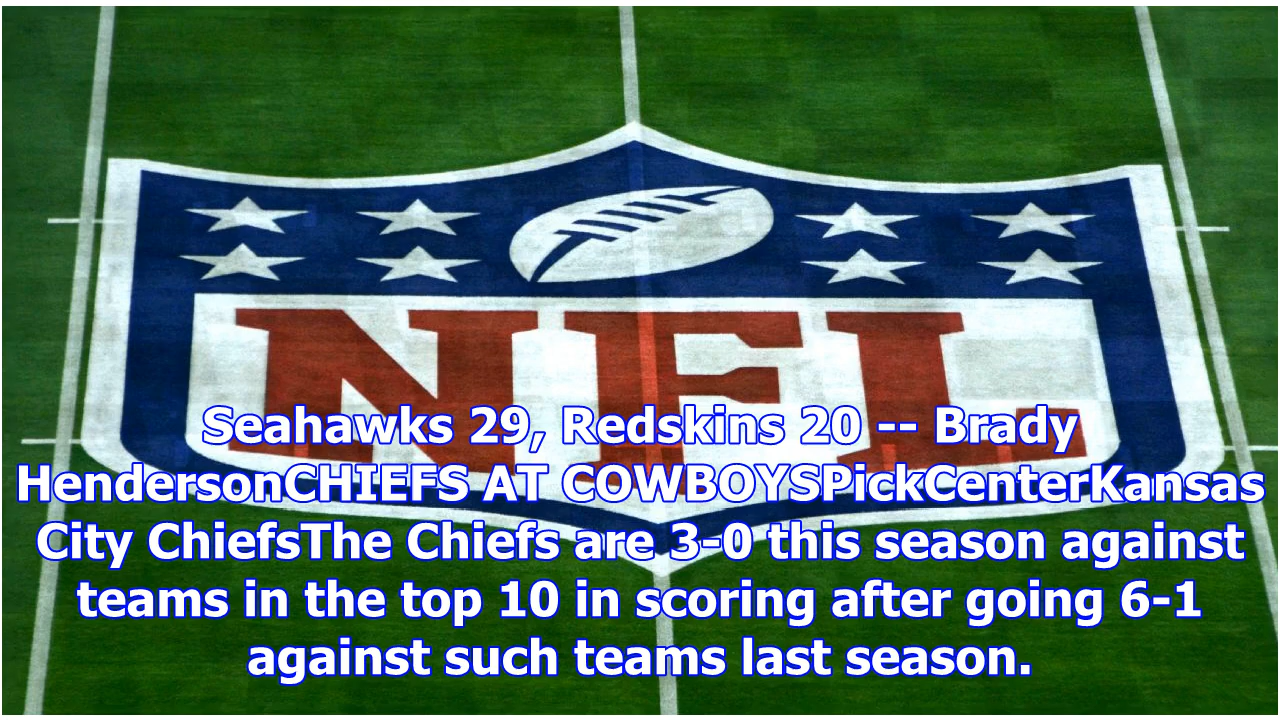 NFL
Seahawks 29, Redskins 20 -- Brady
HendersonCHIEFS AT COWBOYSPickCenterKansas
City ChiefsThe Chiefs are 3-0 this season against
teams in the top 10 in scoring after going 6-1
against such teams last season.